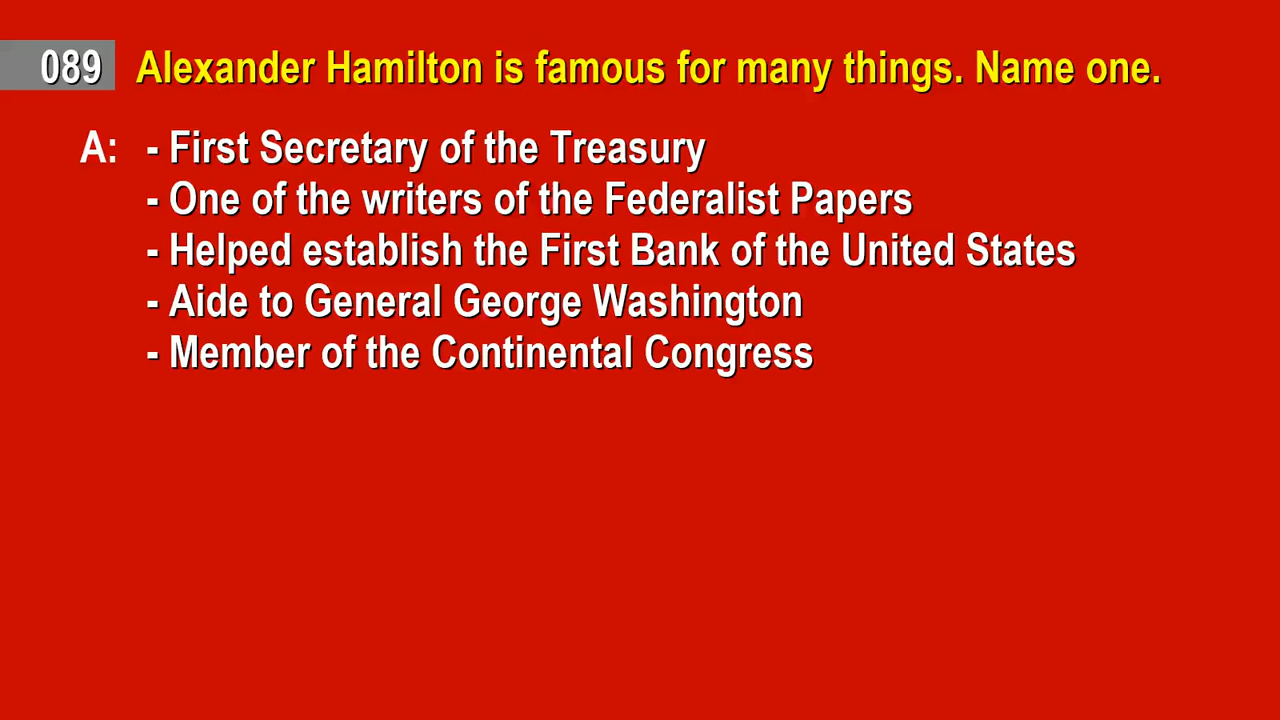 089 Alexander Hamilton is famous for many things. Name one.
A: - First Secretary of the Treasury
- One of the writers of the Federalist Papers
- Helped establish the First Bank of the United States
- Aide to General George Washington
- Member of the Continental Congress